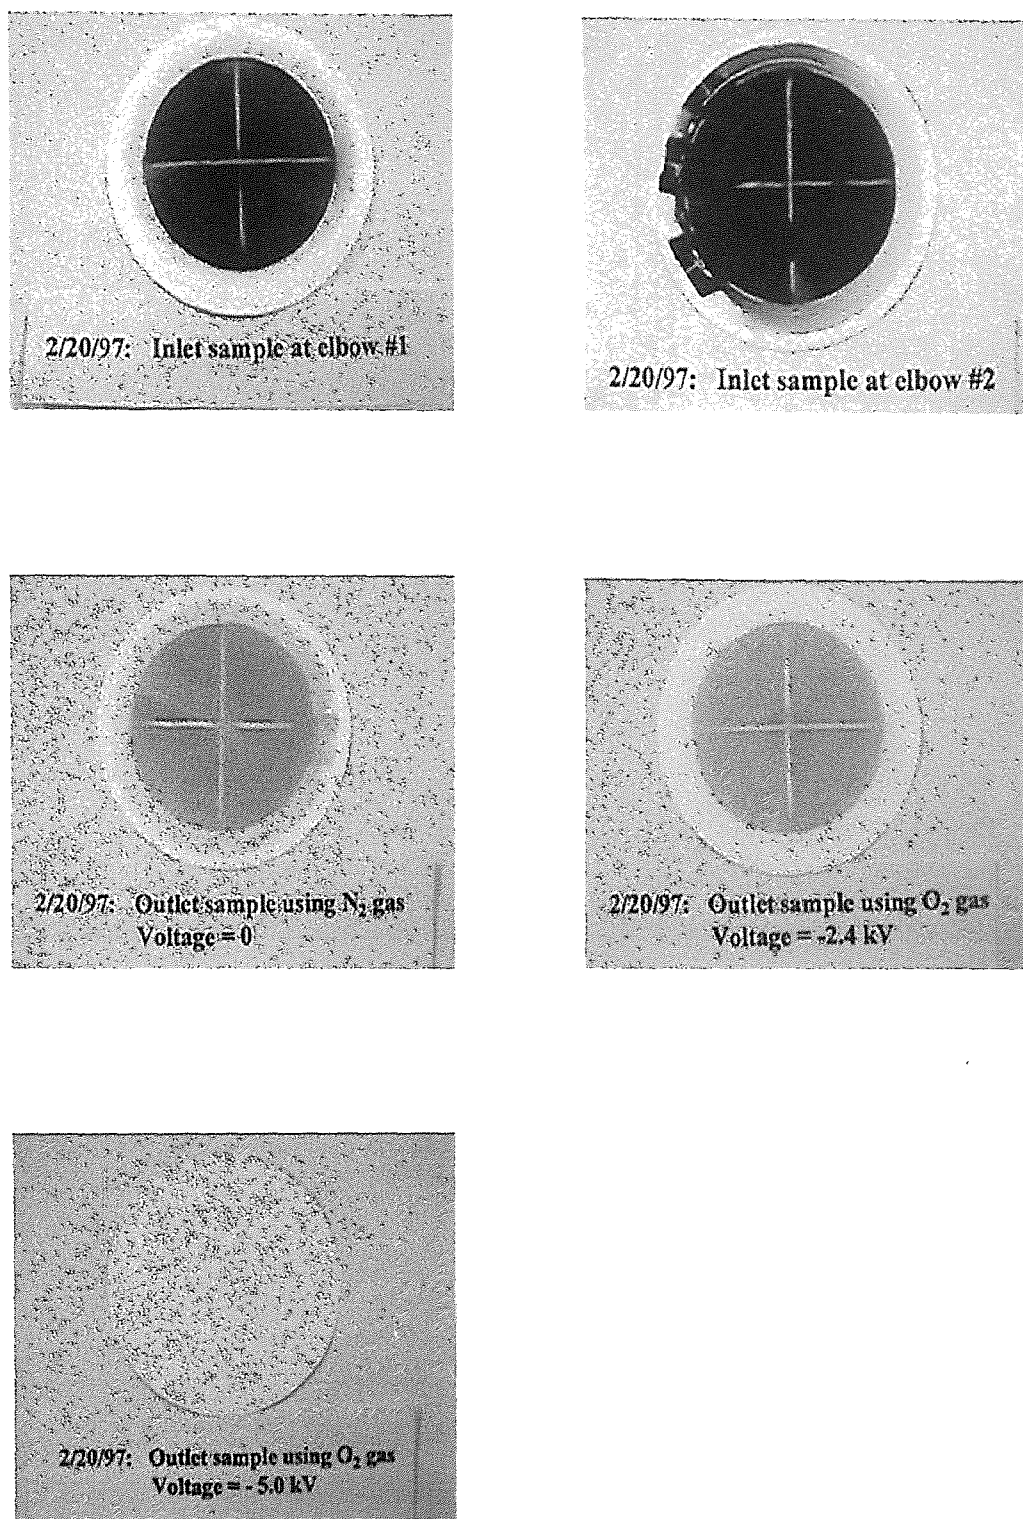 2/20/97: Inlet sample at elbow #1
2/20/97: Inlet sample at elbow #2
2/20/97: Outlet sample using N₂ gas
Voltage = 0
2/20/97: Outlet sample using O₂ gas
Voltage = -2.4 kV
2/20/97: Outlet sample using O₂ gas
Voltage = - 5.0 kV